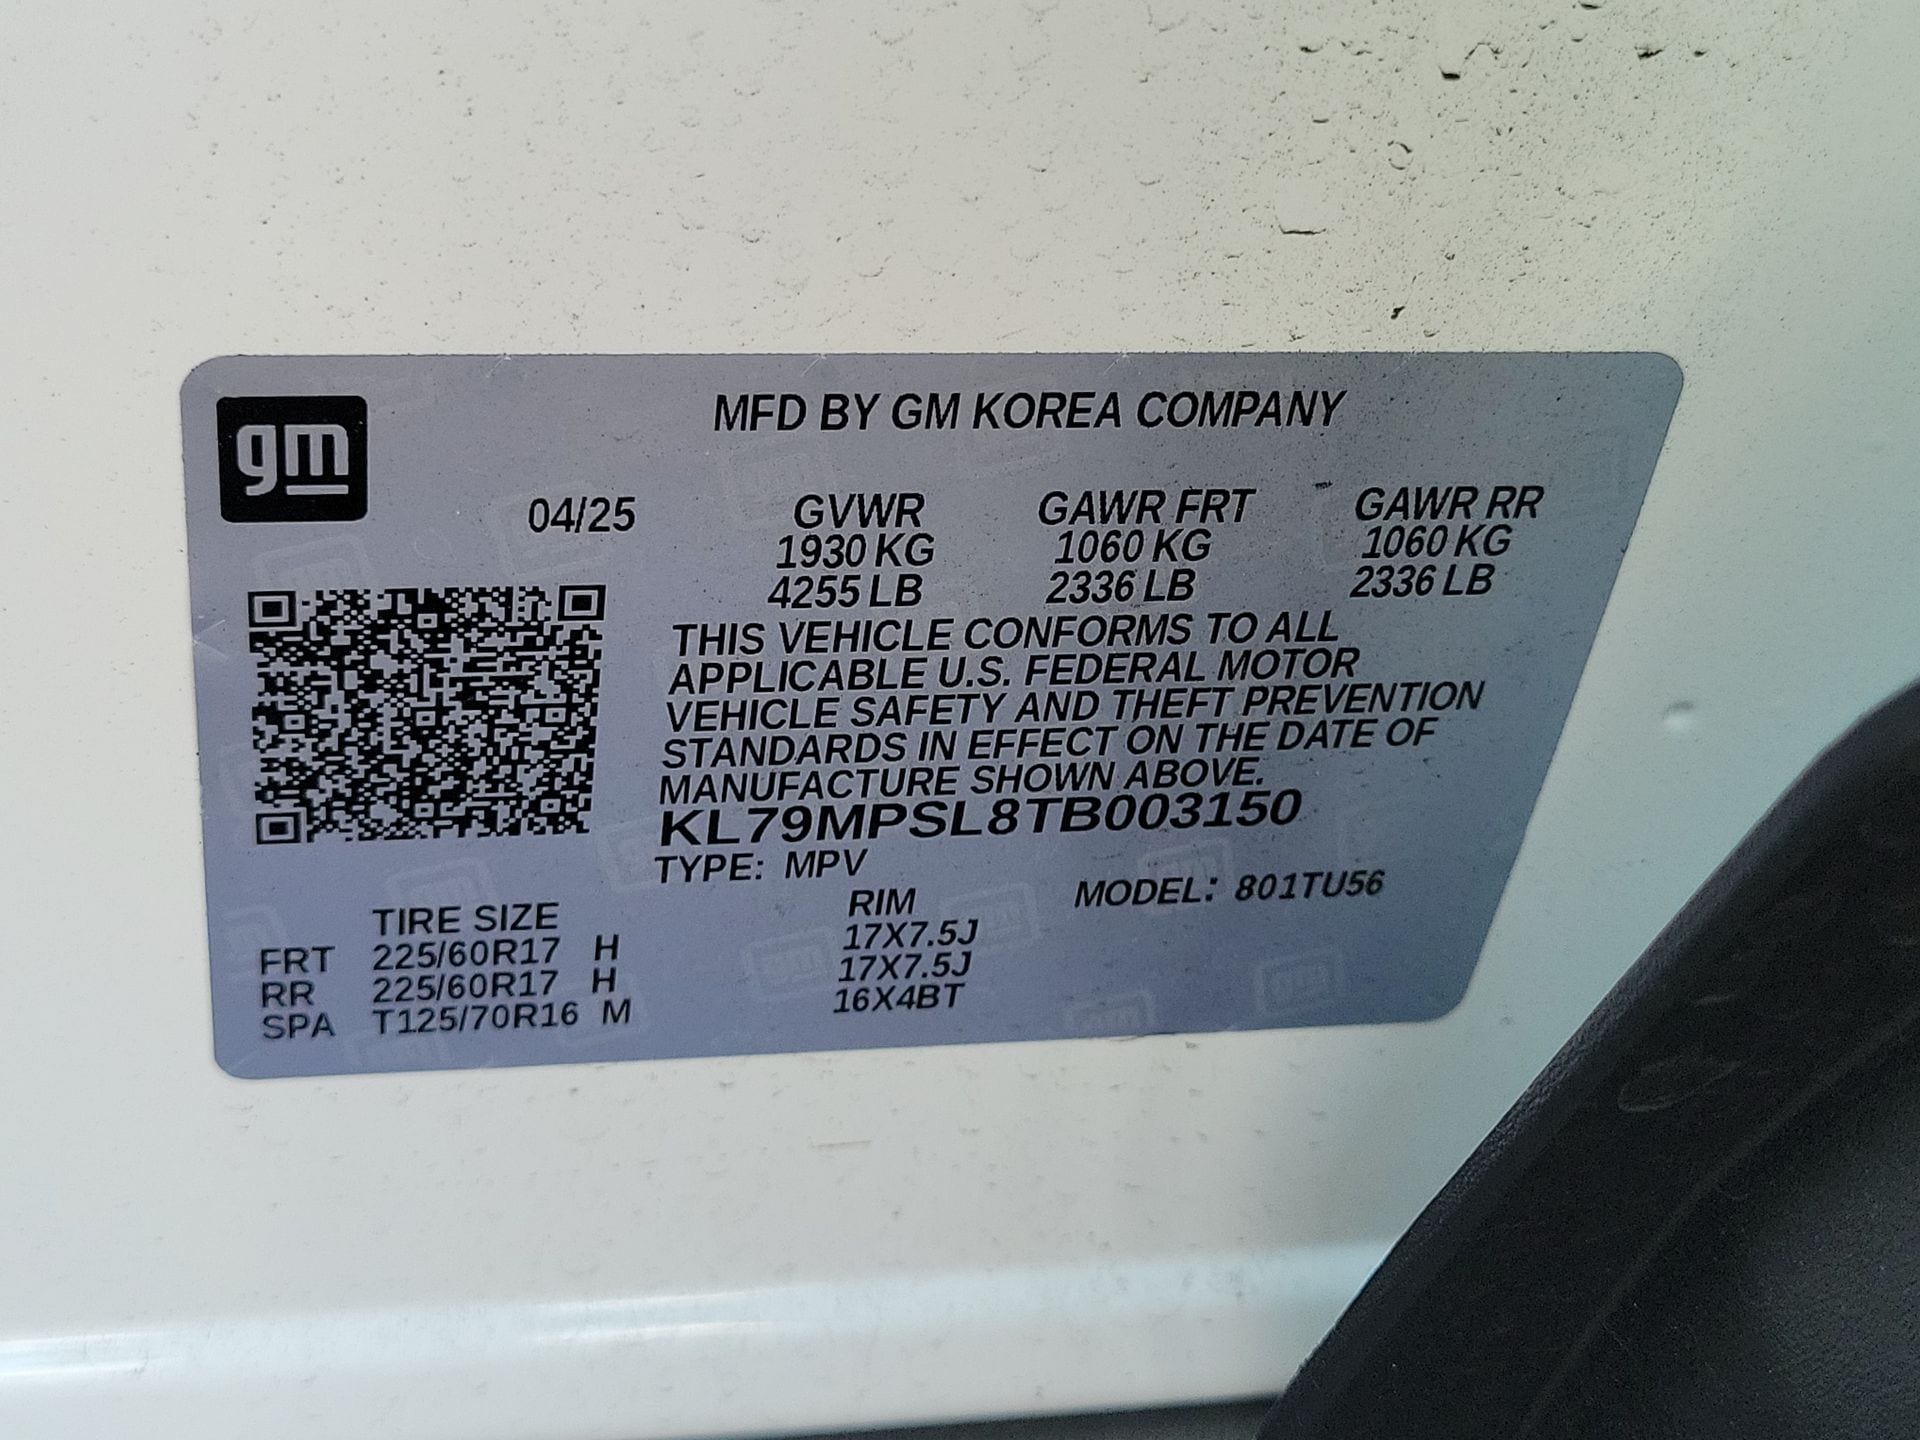 gm
MFD BY GM KOREA COMPANY
04/25 GVWR GAWR FRT GAWR RR
1930 KG 1060 KG 1060 KG
4255 LB 2336 LB 2336 LB
THIS VEHICLE CONFORMS TO ALL
APPLICABLE U.S. FEDERAL MOTOR
VEHICLE SAFETY AND THEFT PREVENTION
STANDARDS IN EFFECT ON THE DATE OF
MANUFACTURE SHOWN ABOVE.
KL79MPSL8TB003150
TYPE: MPV MODEL: 801TU56
TIRE SIZE RIM
FRT 225/60R17 H 17X7.5J
RR 225/60R17 H 17X7.5J
SPA T125/70R16 M 16X4BT